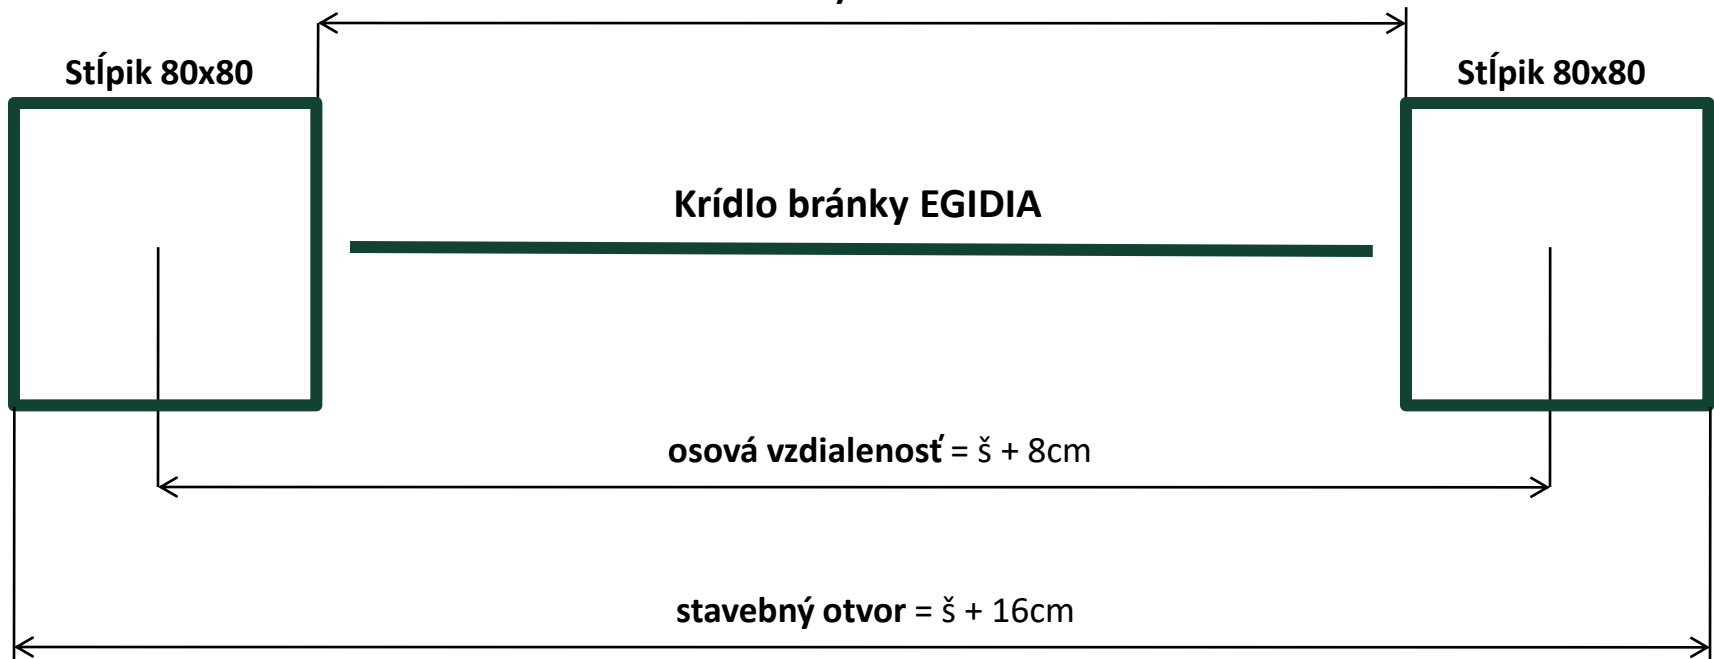 Stĺpik 80x80
Stĺpik 80x80
Krídlo bránky EGIDIA
osová vzdialenosť = š + 8cm
stavebný otvor = š + 16cm